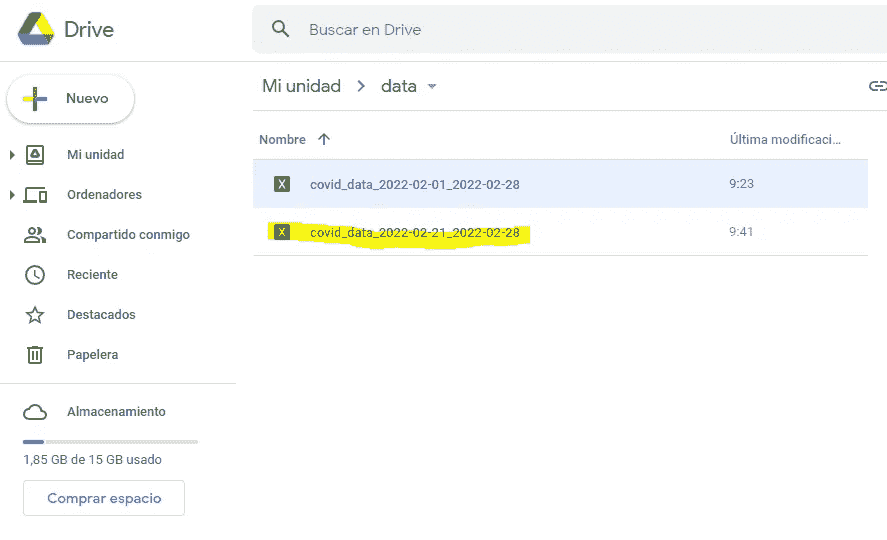 Drive
Buscar en Drive
Nuevo
Mi unidad
Ordenadores
Compartido conmigo
Reciente
Destacados
Papelera
Almacenamiento
1,85 GB de 15 GB usado
Comprar espacio
Mi unidad > data
Nombre Última modificaci...
X covid_data_2022-02-01_2022-02-28 9:23
X covid_data_2022-02-21_2022-02-28 9:41